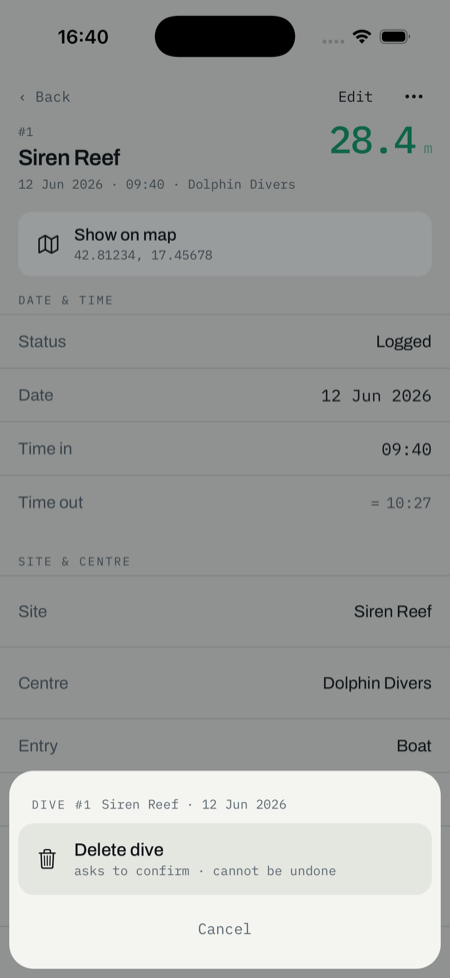 16:40
‹ Back
Edit
#1
Siren Reef
28.4 m
12 Jun 2026 · 09:40 · Dolphin Divers
Show on map
42.81234, 17.45678
DATE & TIME
Status Logged
Date 12 Jun 2026
Time in 09:40
Time out = 10:27
SITE & CENTRE
Site Siren Reef
Centre Dolphin Divers
Entry Boat
DIVE #1 Siren Reef · 12 Jun 2026
Delete dive
asks to confirm · cannot be undone
Cancel